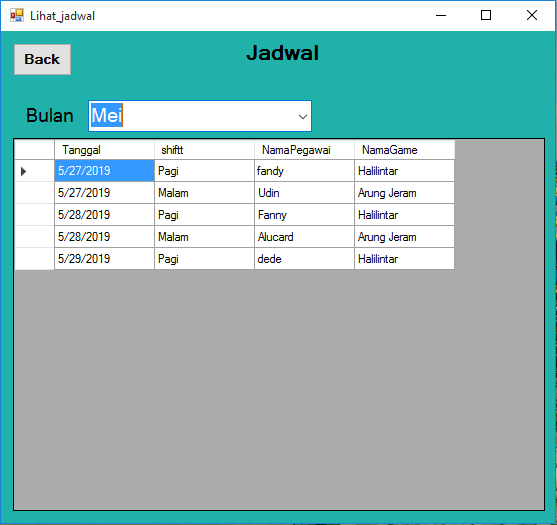 Lihat_jadwal
Back
Jadwal
Bulan Mei
Tanggal shiftt NamaPegawai NamaGame
5/27/2019 Pagi fandy Halilintar
5/27/2019 Malam Udin Arung Jeram
5/28/2019 Pagi Fanny Halilintar
5/28/2019 Malam Alucard Arung Jeram
5/29/2019 Pagi dede Halilintar